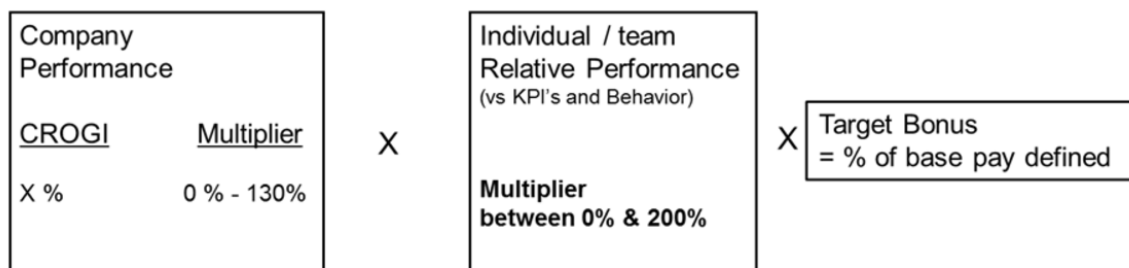 Company
Performance
CROGI Multiplier
X % 0 % - 130%
X
Individual / team
Relative Performance
(vs KPI's and Behavior)
Multiplier
between 0% & 200%
X
Target Bonus
= % of base pay defined